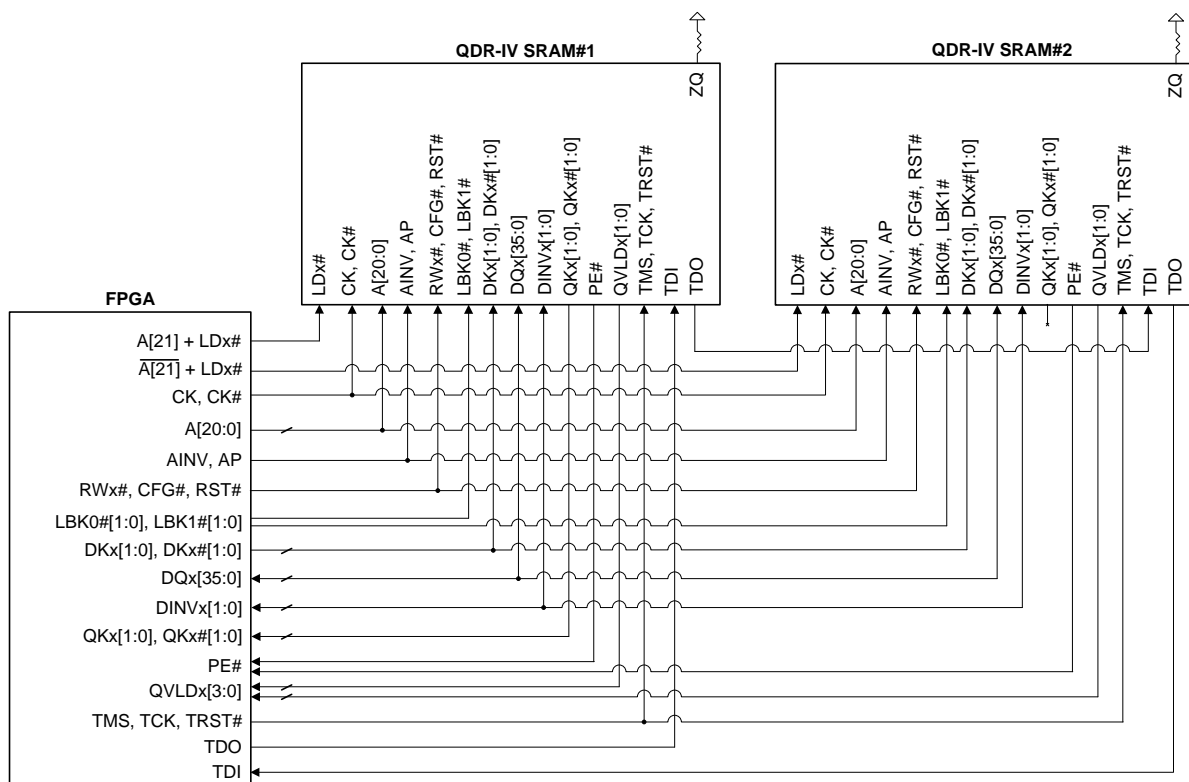 QDR-IV SRAM#1
ZQ
LDx#
CK, CK#
A[20:0]
AINV, AP
RWx#, CFG#, RST#
LBK0#, LBK1#
DKx[1:0], DKx#[1:0]
DQx[35:0]
DINVx[1:0]
QKx[1:0], QKx#[1:0]
PE#
QVLDx[1:0]
TMS, TCK, TRST#
TDI
TDO
QDR-IV SRAM#2
ZQ
LDx#
CK, CK#
A[20:0]
AINV, AP
RWx#, CFG#, RST#
LBK0#, LBK1#
DKx[1:0], DKx#[1:0]
DQx[35:0]
DINVx[1:0]
QKx[1:0], QKx#[1:0]
PE#
QVLDx[1:0]
TMS, TCK, TRST#
TDI
TDO
FPGA
A[21] + LDx#
A[21] + LDx#
CK, CK#
A[20:0]
AINV, AP
RWx#, CFG#, RST#
LBK0#[1:0], LBK1#[1:0]
DKx[1:0], DKx#[1:0]
DQx[35:0]
DINVx[1:0]
QKx[1:0], QKx#[1:0]
PE#
QVLDx[3:0]
TMS, TCK, TRST#
TDO
TDI